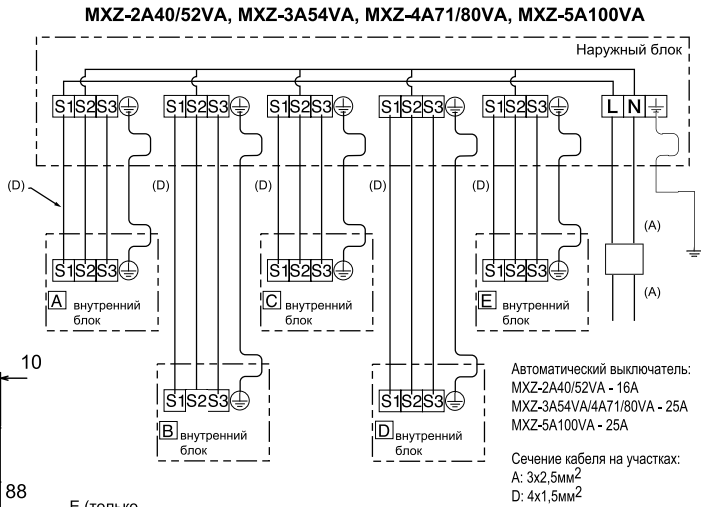 MXZ-2A40/52VA, MXZ-3A54VA, MXZ-4A71/80VA, MXZ-5A100VA
Наружный блок
S1 S2 S3 S1 S2 S3 S1 S2 S3 S1 S2 S3 S1 S2 S3 L N
(D) (D) (D) (D) (D)
(A)
S1 S2 S3 S1 S2 S3 S1 S2 S3
(A)
A внутренний блок
C внутренний блок
E внутренний блок
10
S1 S2 S3 S1 S2 S3
B внутренний блок
D внутренний блок
Автоматический выключатель:
MXZ-2A40/52VA - 16A
MXZ-3A54VA/4A71/80VA - 25A
MXZ-5A100VA - 25A
Сечение кабеля на участках:
A: 3x2,5мм2
D: 4x1,5мм2
88
E (только